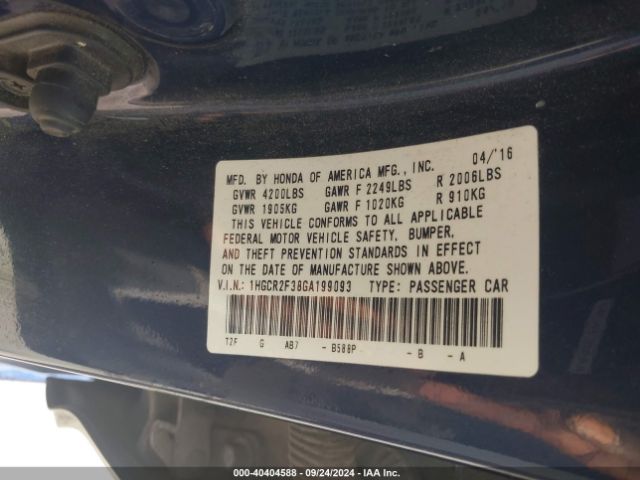 MFD. BY HONDA OF AMERICA MFG., INC. 04/'16
GVWR 4200LBS GAWR F 2249LBS R 2006LBS
GVWR 1905KG GAWR F 1020KG R 910KG
THIS VEHICLE CONFORMS TO ALL APPLICABLE
FEDERAL MOTOR VEHICLE SAFETY, BUMPER,
AND THEFT PREVENTION STANDARDS IN EFFECT
ON THE DATE OF MANUFACTURE SHOWN ABOVE.
V.I.N.: 1HGCR2F38GA199093 TYPE: PASSENGER CAR
T2F G AB7 - B588P - B - A
000-40404588 - 09/24/2024 - IAA Inc.